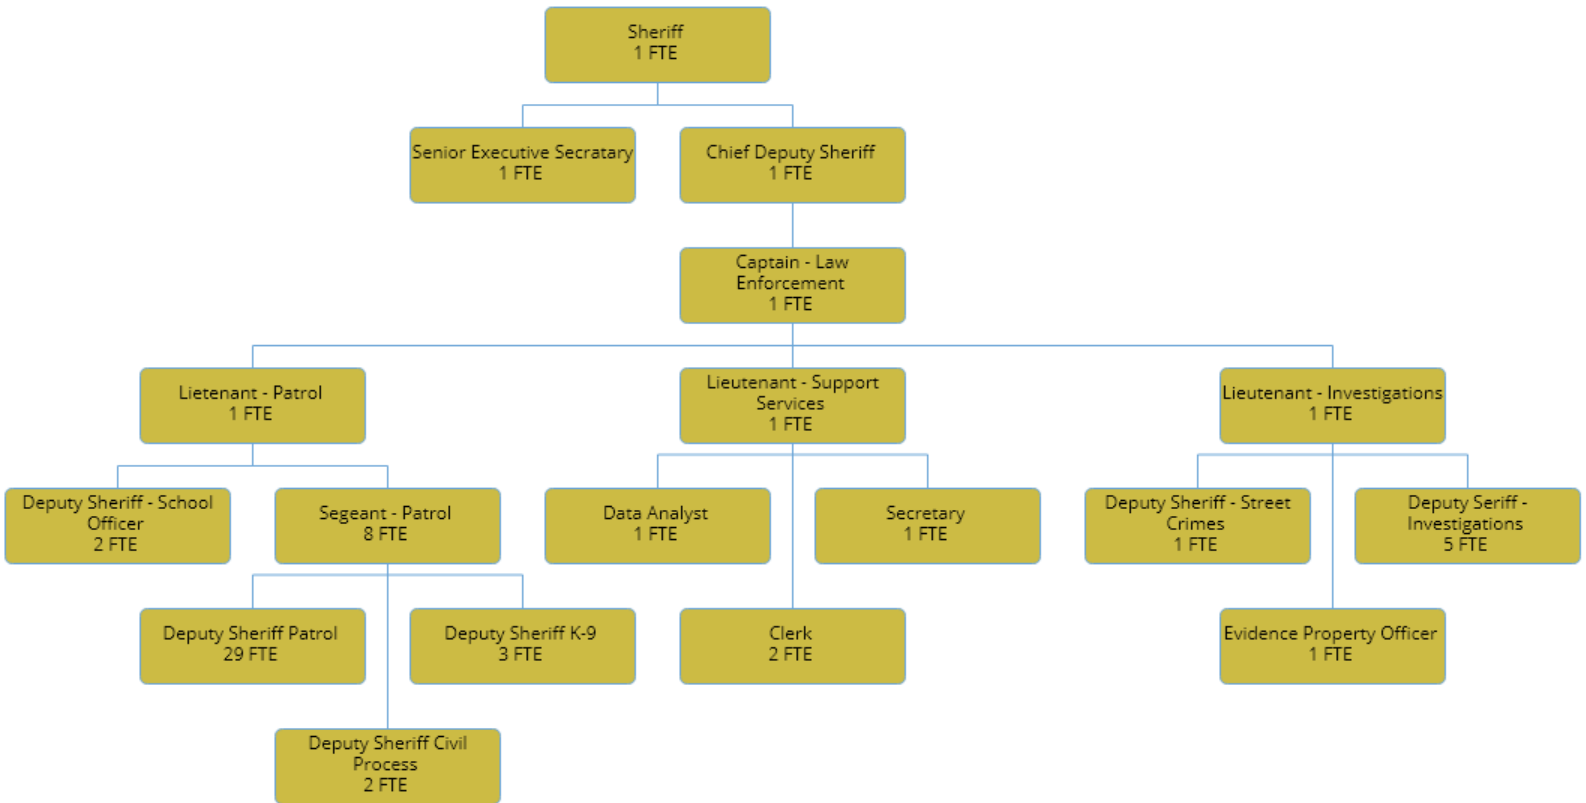 Sheriff
1 FTE
Senior Executive Secratary
1 FTE
Chief Deputy Sheriff
1 FTE
Captain - Law
Enforcement
1 FTE
Lietenant - Patrol
1 FTE
Lieutenant - Support
Services
1 FTE
Lieutenant - Investigations
1 FTE
Deputy Sheriff - School
Officer
2 FTE
Segeant - Patrol
8 FTE
Data Analyst
1 FTE
Secretary
1 FTE
Deputy Sheriff - Street
Crimes
1 FTE
Deputy Seriff -
Investigations
5 FTE
Deputy Sheriff Patrol
29 FTE
Deputy Sheriff K-9
3 FTE
Clerk
2 FTE
Evidence Property Officer
1 FTE
Deputy Sheriff Civil
Process
2 FTE